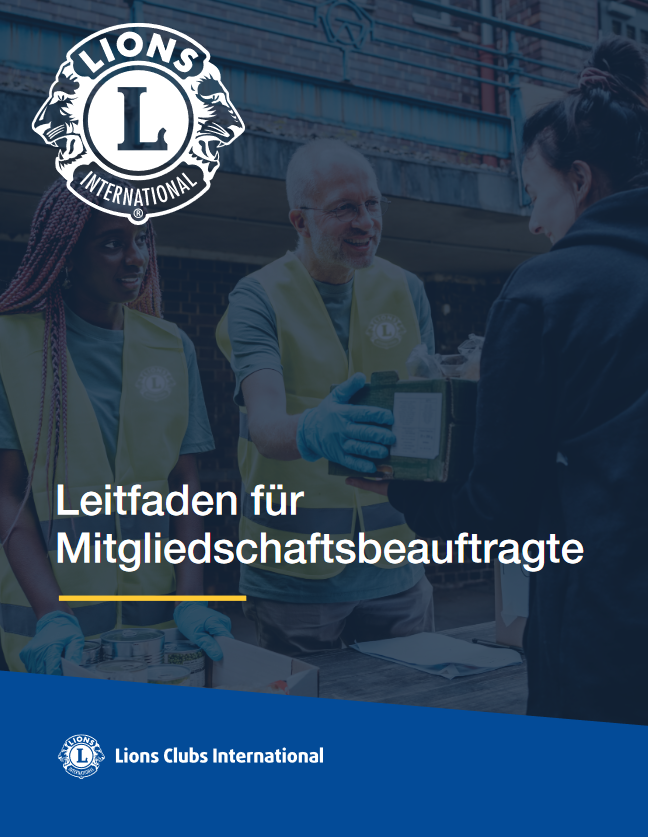 LIONS
L
INTERNATIONAL
®
Leitfaden für
Mitgliedschaftsbeauftragte
LIONS
L
INTERNATIONAL
Lions Clubs International